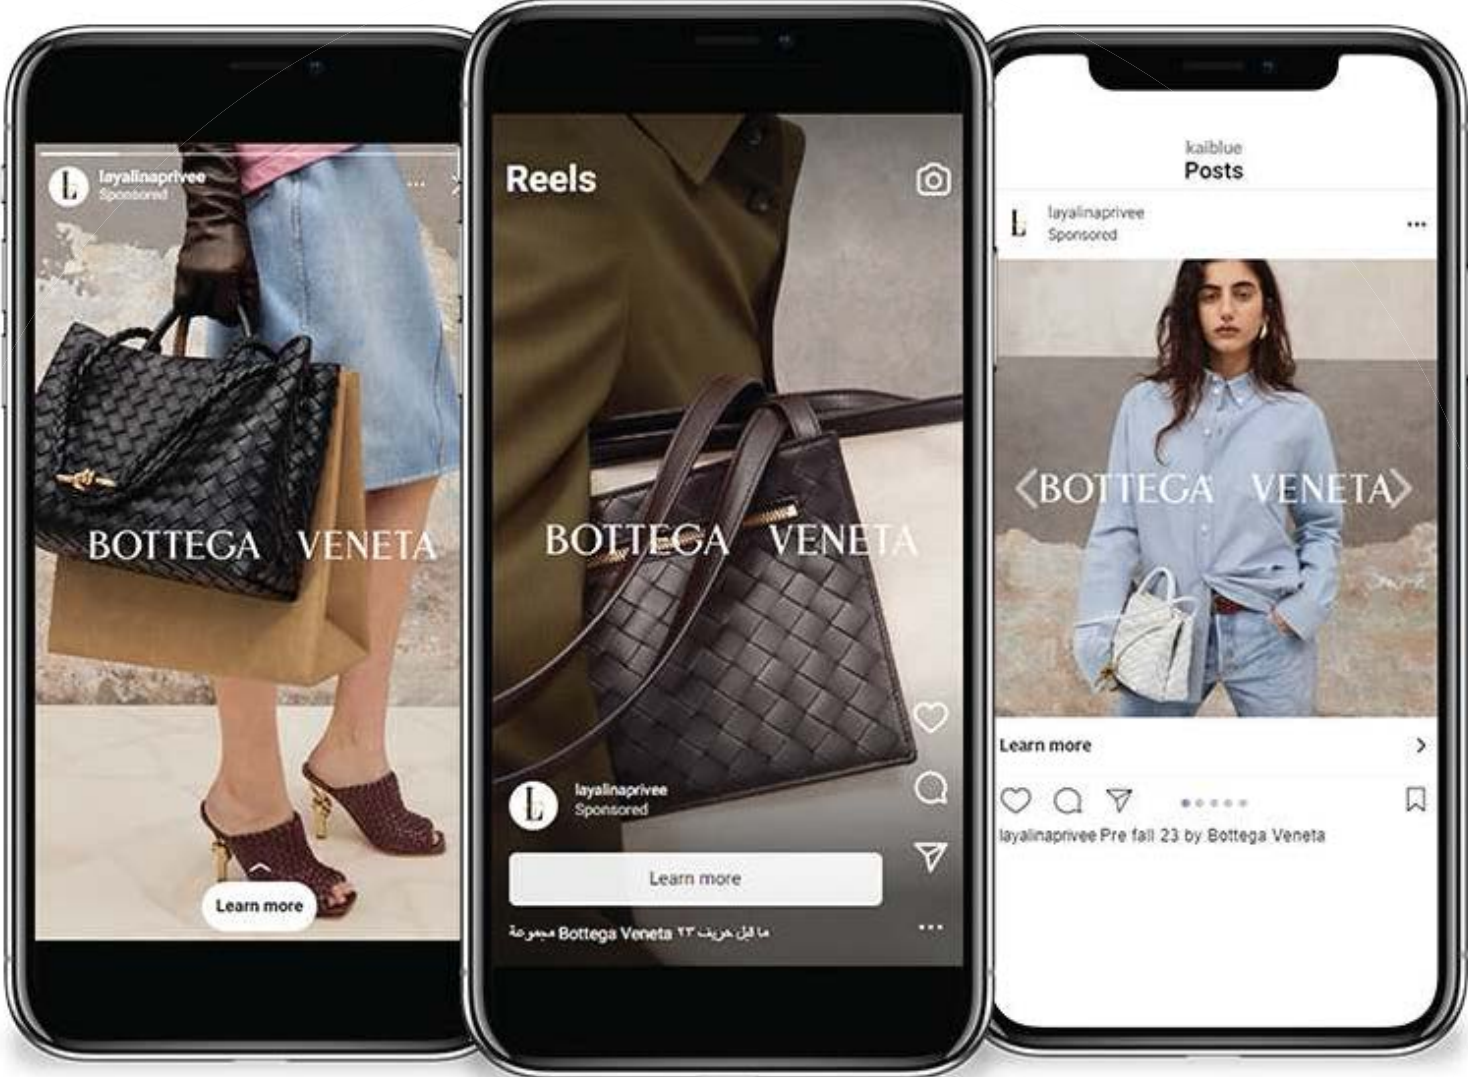 layalinaprivee
Sponsored
BOTTEGA VENETA
Learn more
Reels
BOTTEGA VENETA
L
layalinaprivee
Sponsored
Learn more
ما قبل خريف ٢٣ Bottega Veneta مجموعة
kaiblue
Posts
L
layalinaprivee
Sponsored
BOTTEGA VENETA
Learn more
layalinaprivee Pre fall 23 by Bottega Veneta